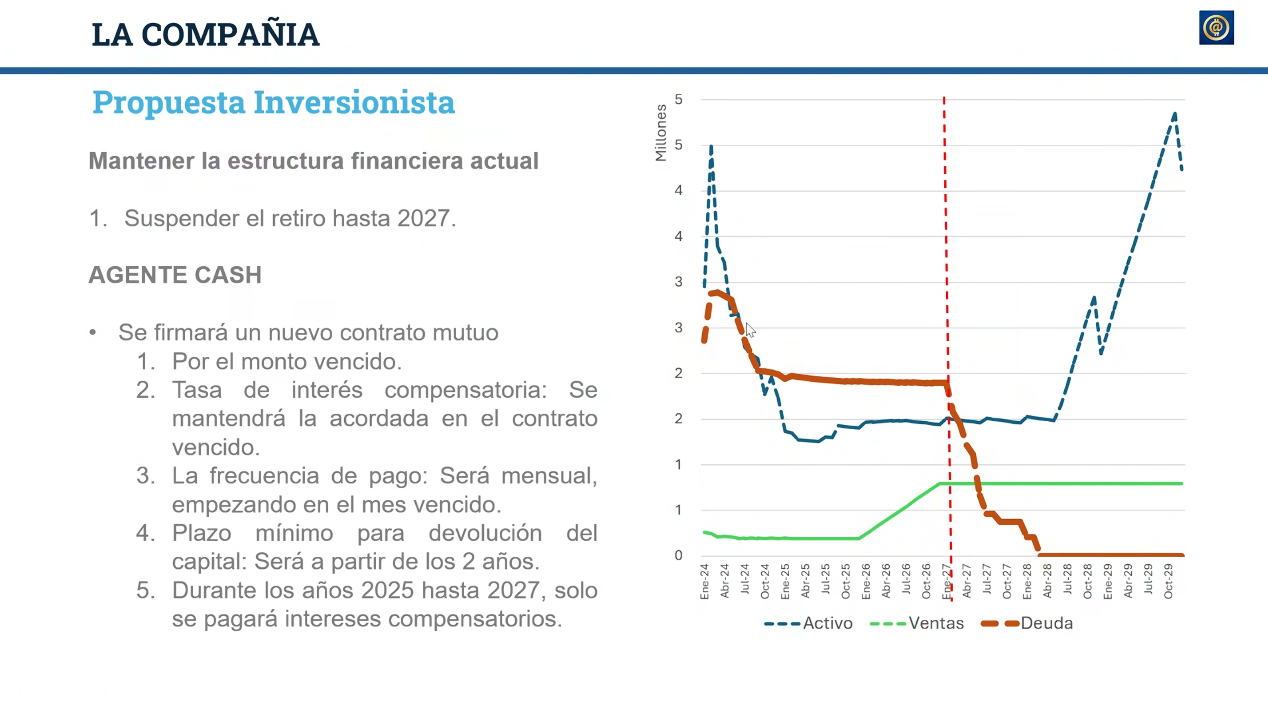 LA COMPAÑIA
Propuesta Inversionista
Mantener la estructura financiera actual
1. Suspender el retiro hasta 2027.
AGENTE CASH
• Se firmará un nuevo contrato mutuo
1. Por el monto vencido.
2. Tasa de interés compensatoria: Se
mantendrá la acordada en el contrato
vencido.
3. La frecuencia de pago: Será mensual,
empezando en el mes vencido.
4. Plazo mínimo para devolución del
capital: Será a partir de los 2 años.
5. Durante los años 2025 hasta 2027, solo
se pagará intereses compensatorios.
Millones
5
5
4
4
3
3
2
2
1
1
0
Ene-24
Abr-24
Jul-24
Oct-24
Ene-25
Abr-25
Jul-25
Oct-25
Ene-26
Abr-26
Jul-26
Oct-26
Ene-27
Abr-27
Jul-27
Oct-27
Ene-28
Abr-28
Jul-28
Oct-28
Ene-29
Abr-29
Jul-29
Oct-29
Activo Ventas Deuda